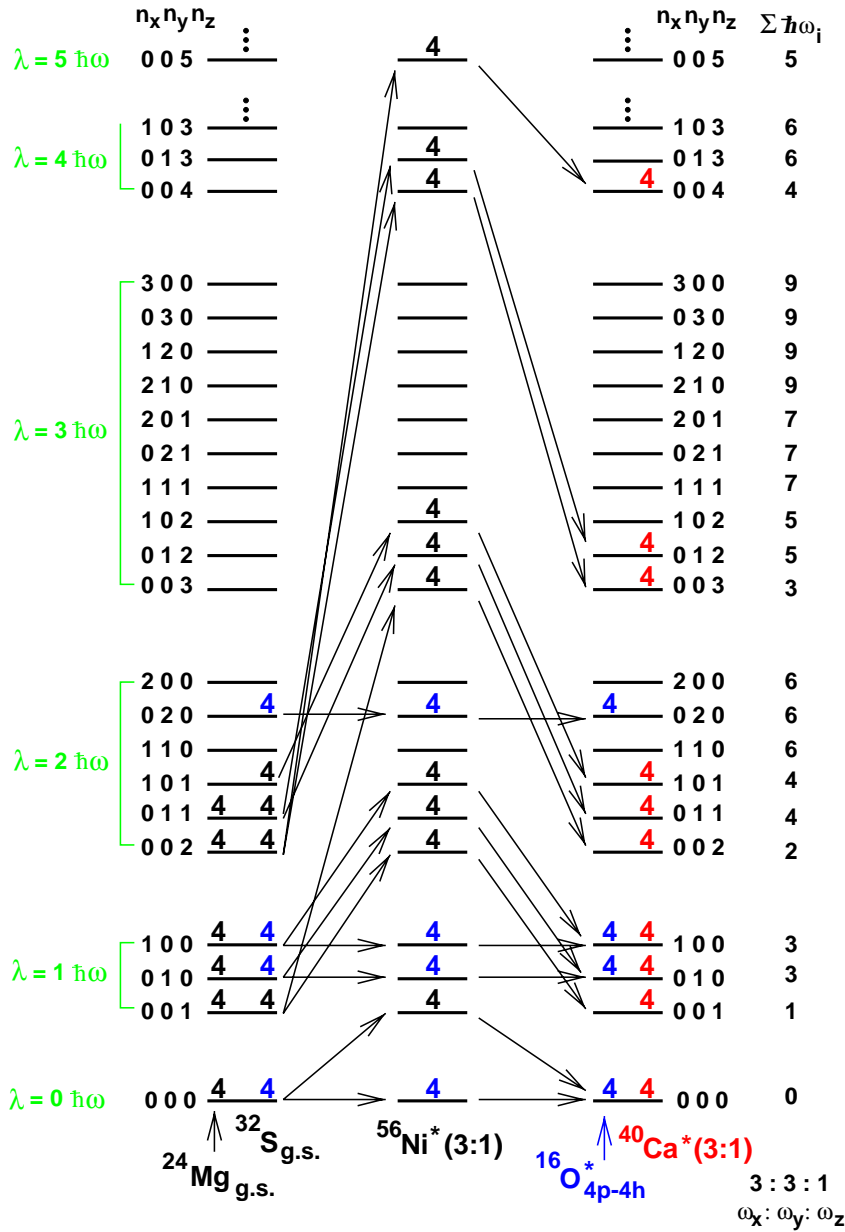 n_x n_y n_z n_x n_y n_z Σ ħω_i
λ = 5 ħω 0 0 5 4 0 0 5 5
1 0 3 1 0 3 6
λ = 4 ħω 0 1 3 4 0 1 3 6
0 0 4 4 4 0 0 4 4
3 0 0 3 0 0 9
0 3 0 0 3 0 9
1 2 0 1 2 0 9
2 1 0 2 1 0 9
λ = 3 ħω 2 0 1 2 0 1 7
0 2 1 0 2 1 7
1 1 1 1 1 1 7
1 0 2 4 1 0 2 5
0 1 2 4 4 0 1 2 5
0 0 3 4 4 0 0 3 3
2 0 0 2 0 0 6
0 2 0 4 4 4 0 2 0 6
λ = 2 ħω 1 1 0 1 1 0 6
1 0 1 4 4 4 1 0 1 4
0 1 1 4 4 4 4 0 1 1 4
0 0 2 4 4 4 4 0 0 2 2
1 0 0 4 4 4 4 4 1 0 0 3
λ = 1 ħω 0 1 0 4 4 4 4 4 0 1 0 3
0 0 1 4 4 4 4 0 0 1 1
λ = 0 ħω 0 0 0 4 4 4 4 4 0 0 0 0
^32S_g.s. ^56Ni^*(3:1) ^40Ca^*(3:1)
^24Mg_g.s. ^16O^*_4p-4h
3 : 3 : 1
ω_x : ω_y : ω_z